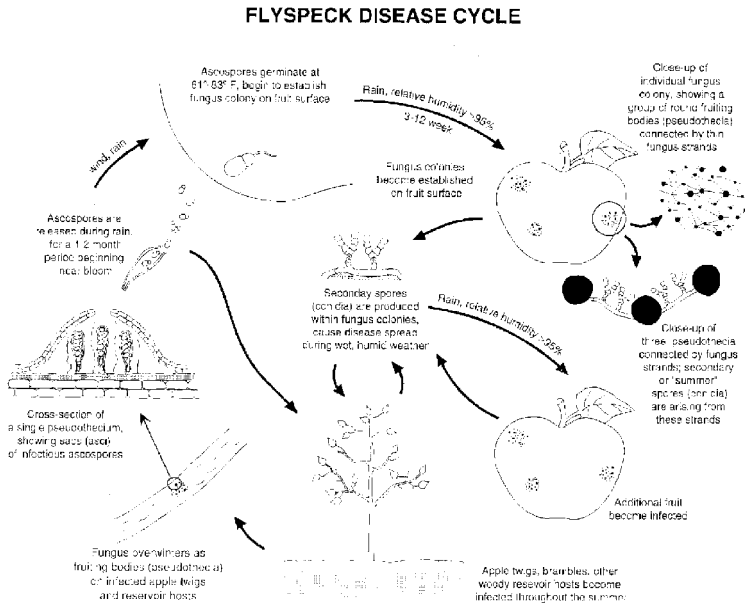 FLYSPECK DISEASE CYCLE
Ascospores germinate at
61°-83° F, begin to establish
fungus colony on fruit surface
Rain, relative humidity >95%
3-12 week
Close-up of
individual fungus
colony, showing a
group of round fruiting
bodies (pseudothecia)
connected by thin
fungus strands
wind, rain
Fungus colonies
become established
on fruit surface
Ascospores are
released during rain,
for a 1-2 month
period beginning
near bloom
Seconday spores
(conidia) are produced
within fungus colonies,
cause disease spread
during wet, humid weather
Rain, relative humidity >95%
Close-up of
three pseudothecia
connected by fungus
strands; secondary
or "summer"
spores (conidia)
are arising from
these strands
Cross-section of
a single pseudothecium,
showing sacs (asci)
of infectious ascospores
Additional fruit
become infected
Fungus overwinters as
fruiting bodies (pseudothecia)
on infected apple twigs
and reservoir hosts
Apple twigs, brambles, other
woody resevoir hosts become
infected throughout the summer